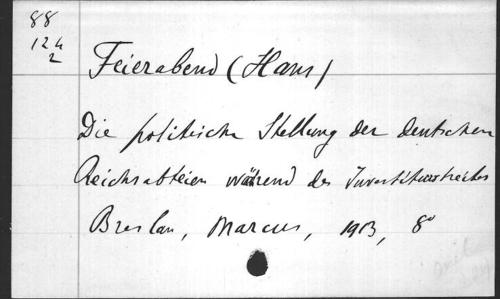 88
124
2
Feierabend (Hans)
Die politische Stellung der deutschen
Reichsabteien während des Investiturstreites
Breslau, Marcus, 1913, 8°